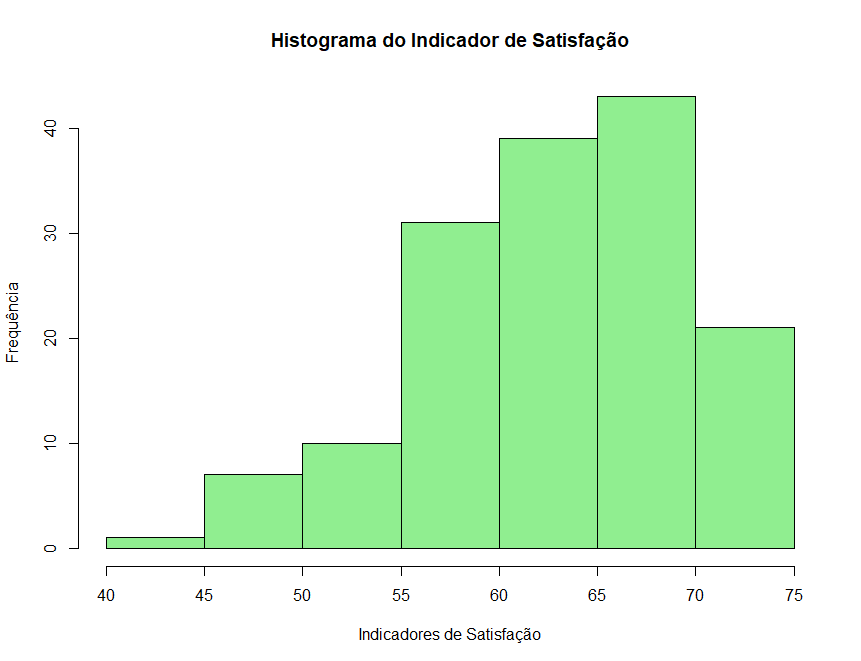 Histograma do Indicador de Satisfação
Frequência
40
30
20
10
0
40 45 50 55 60 65 70 75
Indicadores de Satisfação